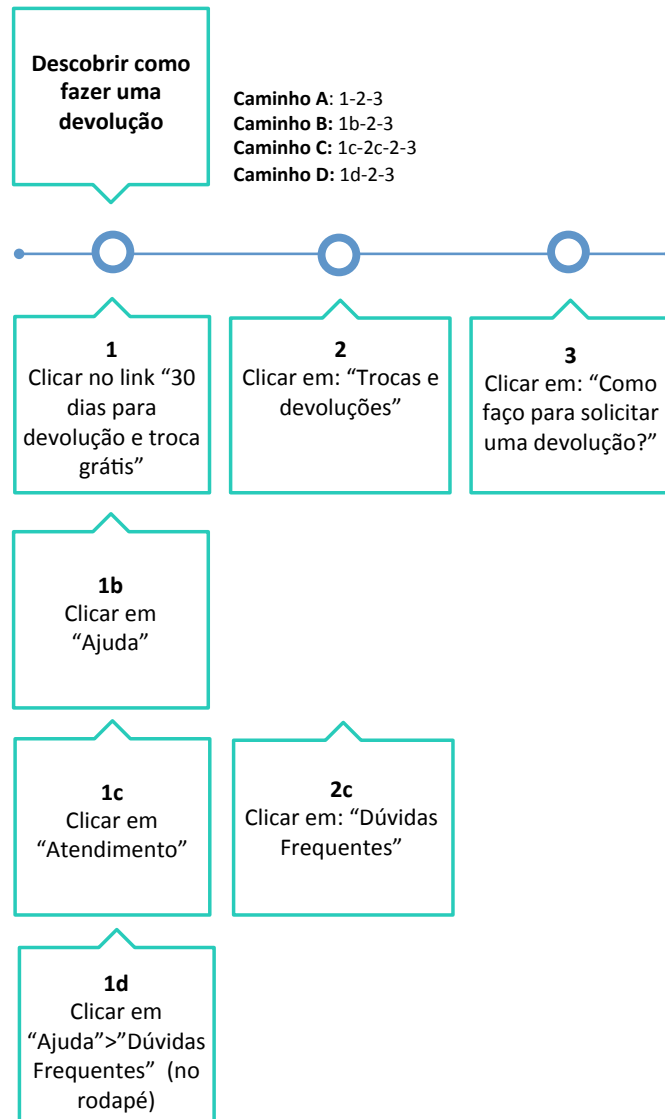 Descobrir como
fazer uma
devolução
Caminho A: 1-2-3
Caminho B: 1b-2-3
Caminho C: 1c-2c-2-3
Caminho D: 1d-2-3
1
Clicar no link “30
dias para
devolução e troca
grátis”
2
Clicar em: “Trocas e
devoluções”
3
Clicar em: “Como
faço para solicitar
uma devolução?”
1b
Clicar em
“Ajuda”
1c
Clicar em
“Atendimento”
2c
Clicar em: “Dúvidas
Frequentes”
1d
Clicar em
“Ajuda”>”Dúvidas
Frequentes” (no
rodapé)